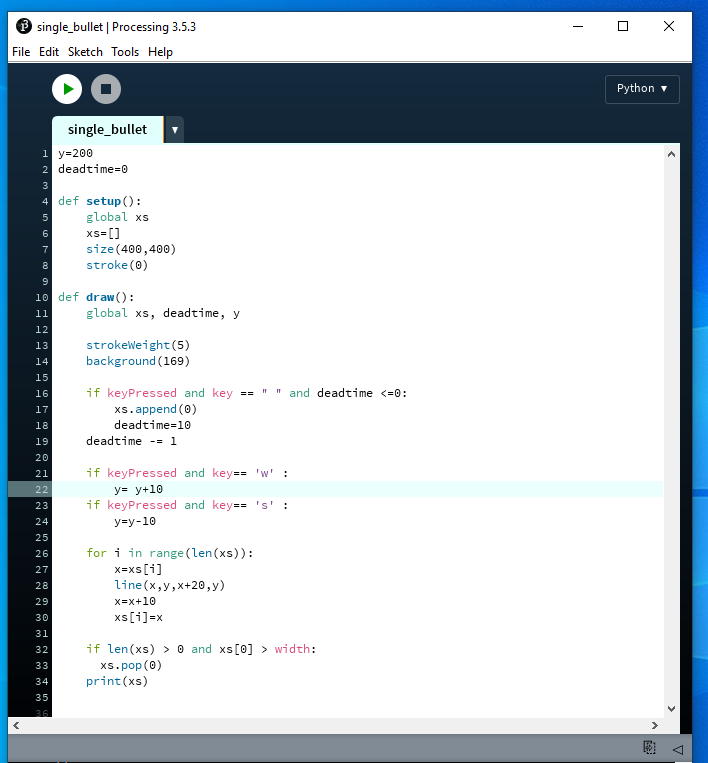 single_bullet | Processing 3.5.3
File Edit Sketch Tools Help
Python ▼
single_bullet ▼
1 y=200
2 deadtime=0
3
4 def setup():
5     global xs
6     xs=[]
7     size(400,400)
8     stroke(0)
9
10 def draw():
11     global xs, deadtime, y
12
13     strokeWeight(5)
14     background(169)
15
16     if keyPressed and key == " " and deadtime <=0:
17         xs.append(0)
18         deadtime=10
19     deadtime -= 1
20
21     if keyPressed and key== 'w' :
22         y= y+10
23     if keyPressed and key== 's' :
24         y=y-10
25
26     for i in range(len(xs)):
27         x=xs[i]
28         line(x,y,x+20,y)
29         x=x+10
30         xs[i]=x
31
32     if len(xs) > 0 and xs[0] > width:
33       xs.pop(0)
34     print(xs)
35
36